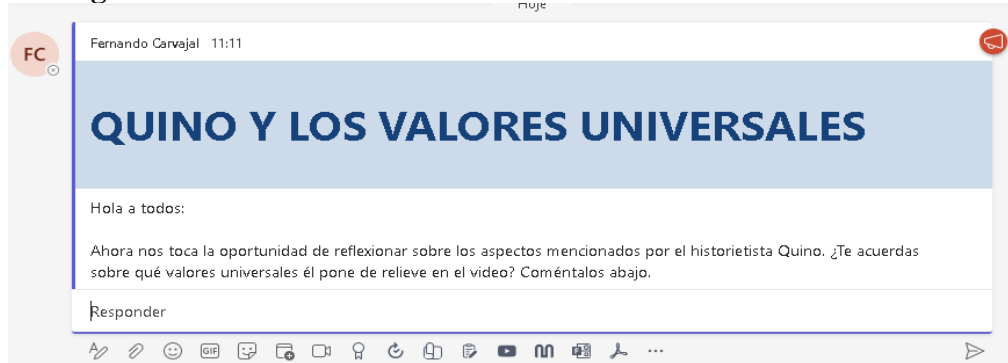 Hoje
FC
Fernando Carvajal 11:11
QUINO Y LOS VALORES UNIVERSALES
Hola a todos:
Ahora nos toca la oportunidad de reflexionar sobre los aspectos mencionados por el historietista Quino. ¿Te acuerdas
sobre qué valores universales él pone de relieve en el video? Coméntalos abajo.
Responder
GIF